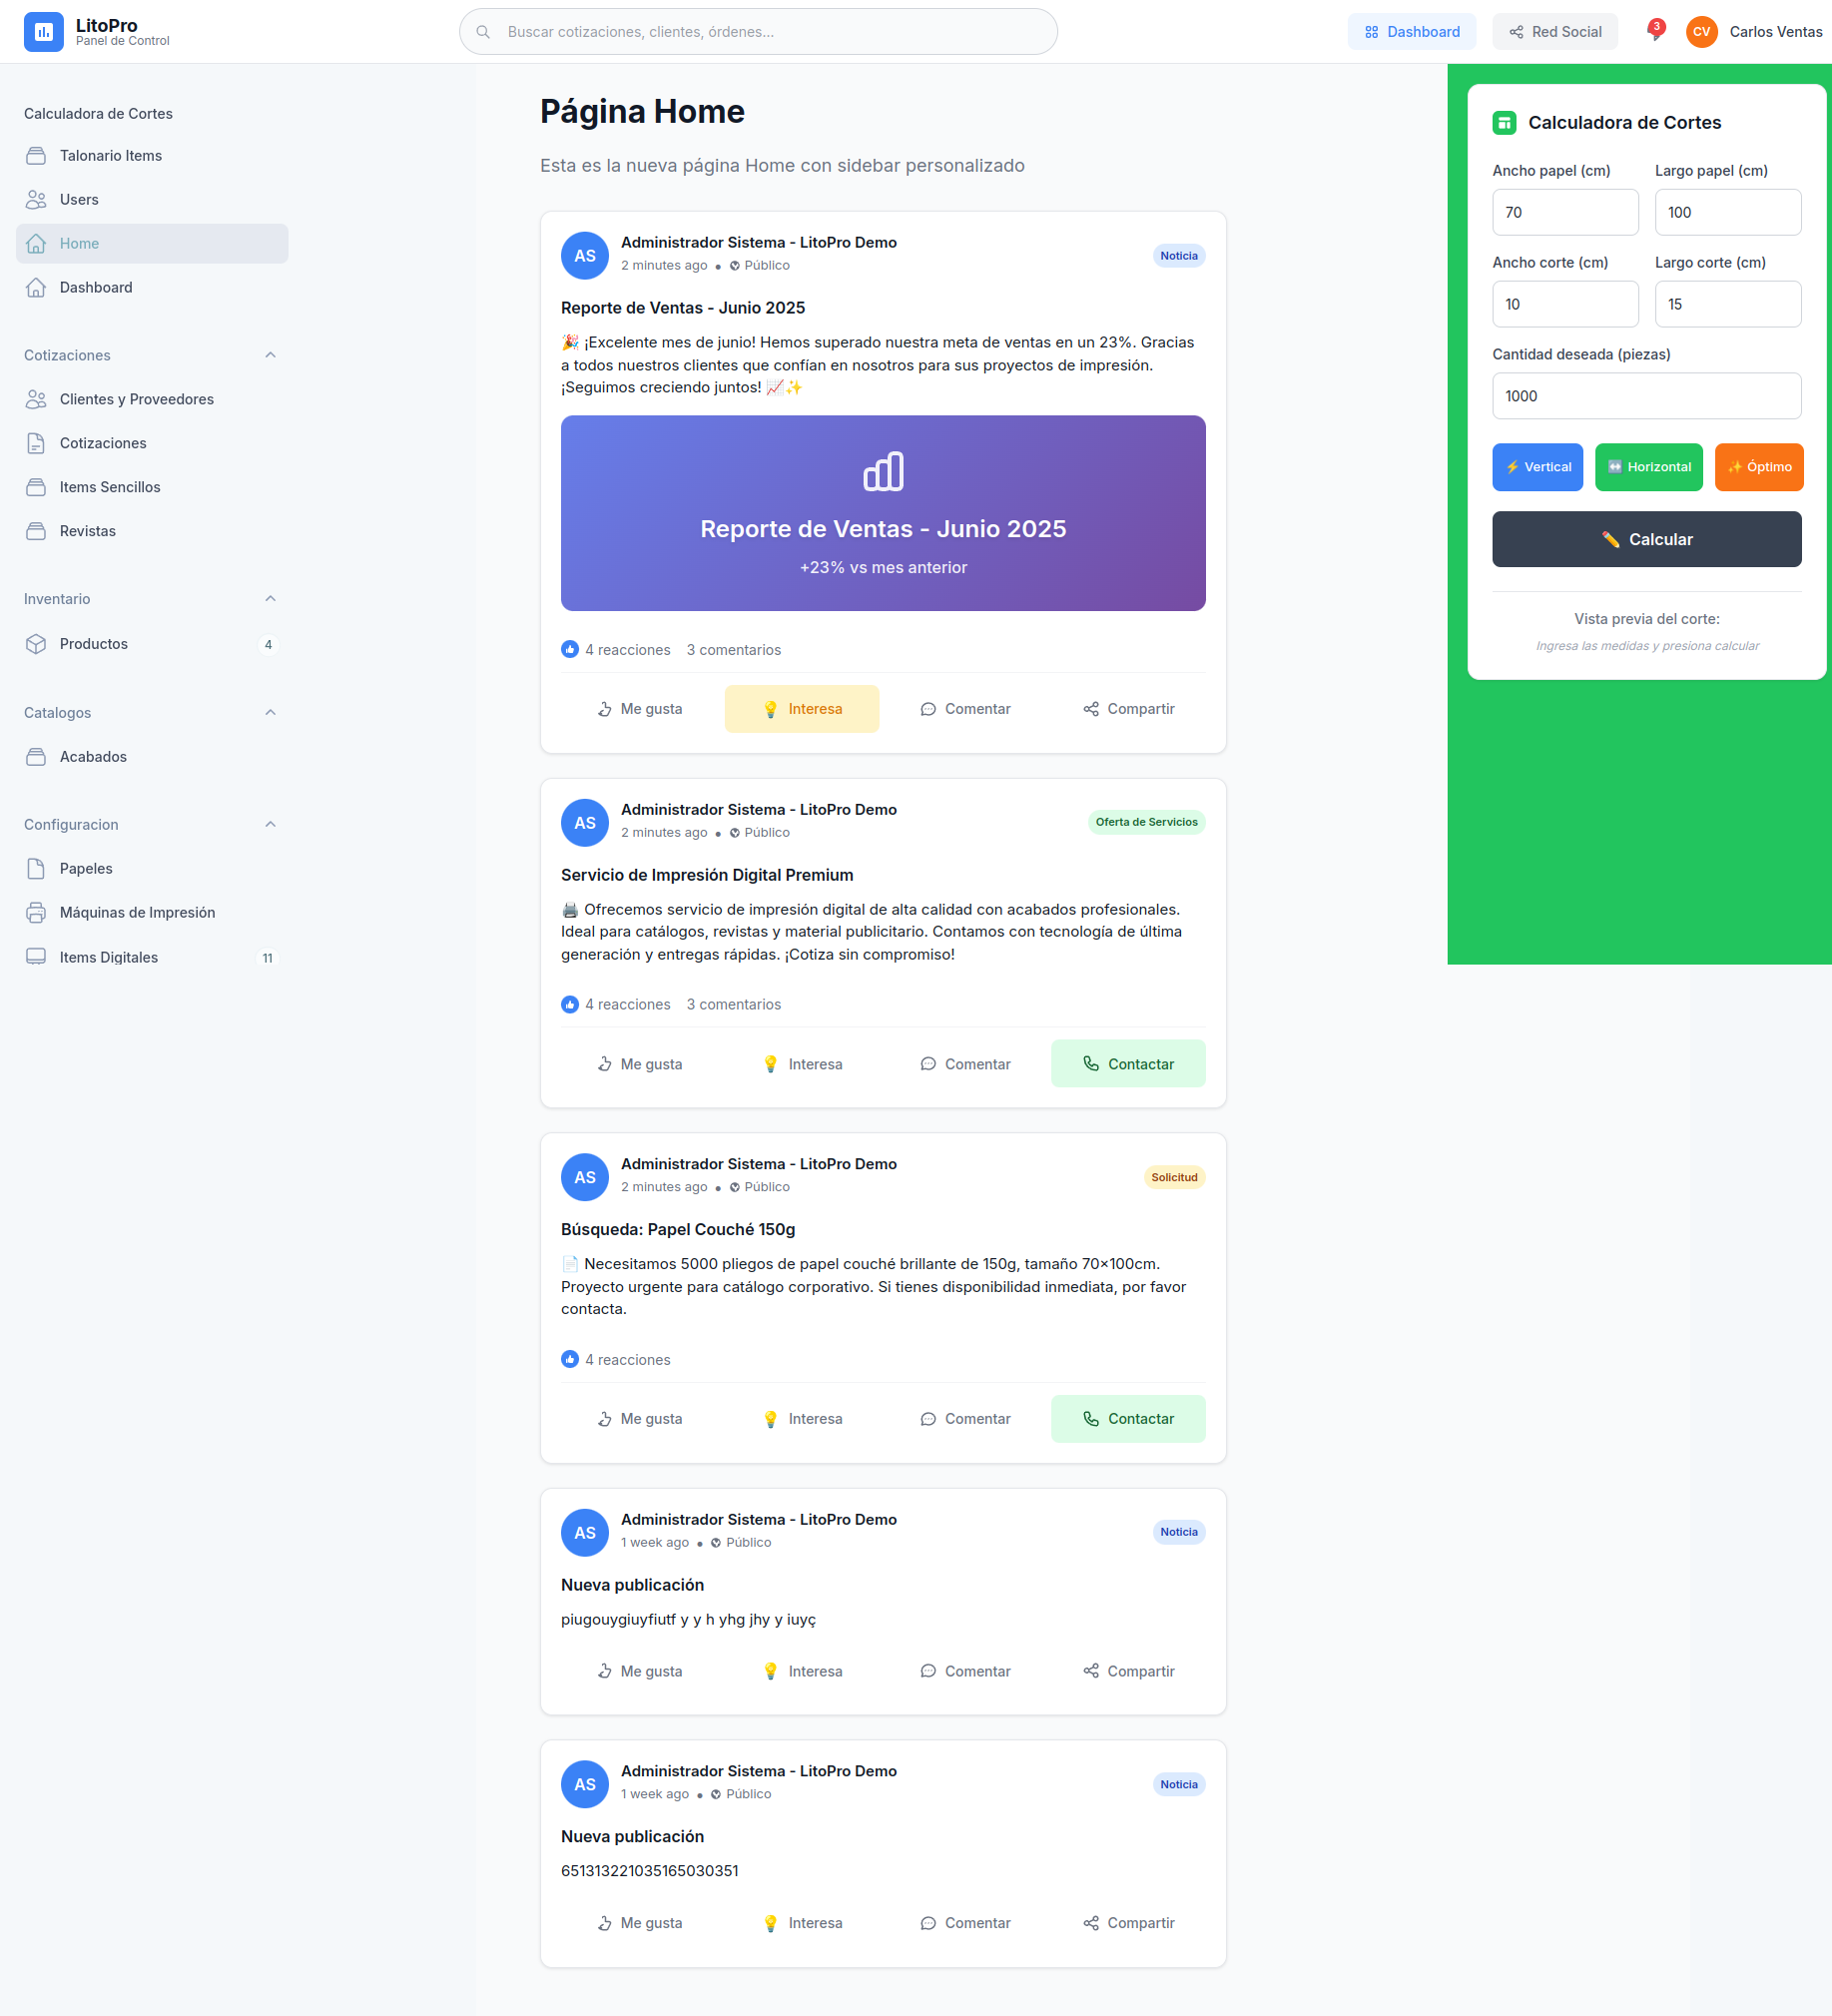 LitoPro
Panel de Control
Buscar cotizaciones, clientes, órdenes...
Dashboard
Red Social
3
CV
Carlos Ventas
Calculadora de Cortes
Talonario Items
Users
Home
Dashboard
Cotizaciones
Clientes y Proveedores
Cotizaciones
Items Sencillos
Revistas
Inventario
Productos 4
Catalogos
Acabados
Configuracion
Papeles
Máquinas de Impresión
Items Digitales 11
Página Home
Esta es la nueva página Home con sidebar personalizado
AS
Administrador Sistema - LitoPro Demo
2 minutes ago • Público
Noticia
Reporte de Ventas - Junio 2025
🎉 ¡Excelente mes de junio! Hemos superado nuestra meta de ventas en un 23%. Gracias
a todos nuestros clientes que confían en nosotros para sus proyectos de impresión.
¡Seguimos creciendo juntos! 📈✨
Reporte de Ventas - Junio 2025
+23% vs mes anterior
4 reacciones 3 comentarios
Me gusta 💡 Interesa Comentar Compartir
AS
Administrador Sistema - LitoPro Demo
2 minutes ago • Público
Oferta de Servicios
Servicio de Impresión Digital Premium
🖨️ Ofrecemos servicio de impresión digital de alta calidad con acabados profesionales.
Ideal para catálogos, revistas y material publicitario. Contamos con tecnología de última
generación y entregas rápidas. ¡Cotiza sin compromiso!
4 reacciones 3 comentarios
Me gusta 💡 Interesa Comentar Contactar
AS
Administrador Sistema - LitoPro Demo
2 minutes ago • Público
Solicitud
Búsqueda: Papel Couché 150g
📄 Necesitamos 5000 pliegos de papel couché brillante de 150g, tamaño 70×100cm.
Proyecto urgente para catálogo corporativo. Si tienes disponibilidad inmediata, por favor
contacta.
4 reacciones
Me gusta 💡 Interesa Comentar Contactar
AS
Administrador Sistema - LitoPro Demo
1 week ago • Público
Noticia
Nueva publicación
piugouygiuyfiutf y y h yhg jhy y iuyç
Me gusta 💡 Interesa Comentar Compartir
AS
Administrador Sistema - LitoPro Demo
1 week ago • Público
Noticia
Nueva publicación
651313221035165030351
Me gusta 💡 Interesa Comentar Compartir
Calculadora de Cortes
Ancho papel (cm) Largo papel (cm)
70 100
Ancho corte (cm) Largo corte (cm)
10 15
Cantidad deseada (piezas)
1000
⚡ Vertical ↔️ Horizontal ✨ Óptimo
✏️ Calcular
Vista previa del corte:
Ingresa las medidas y presiona calcular